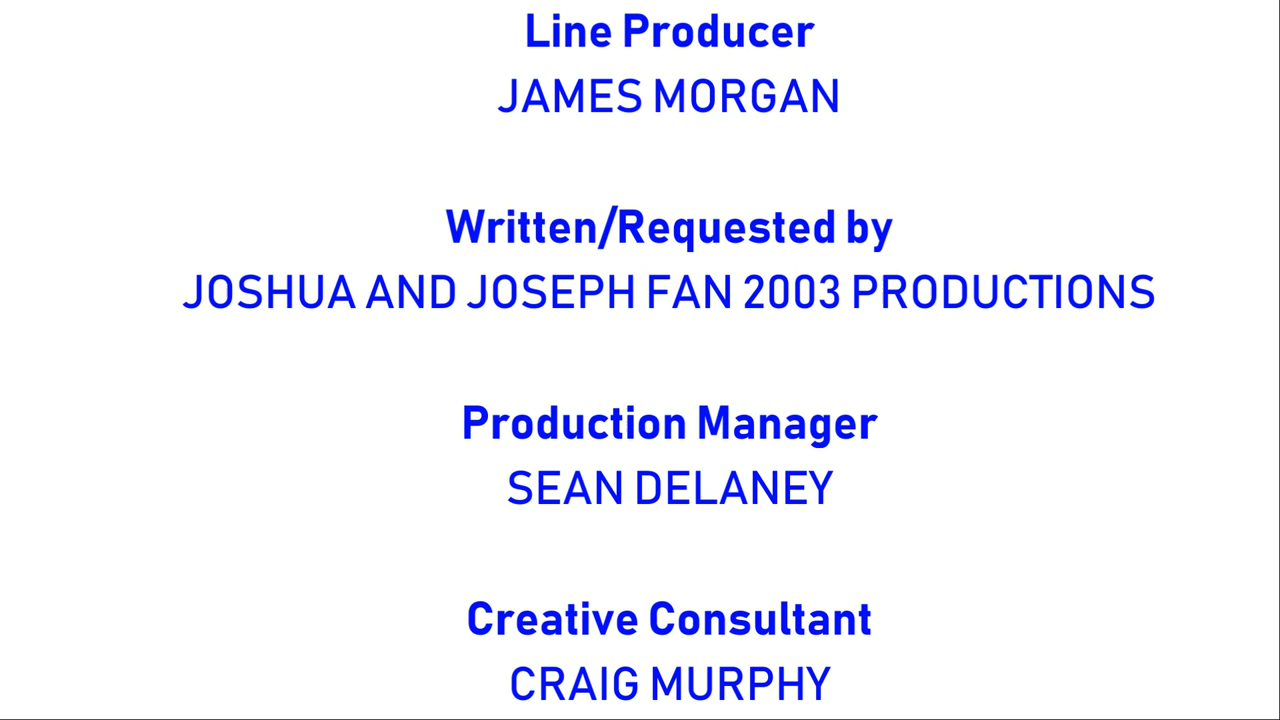 Line Producer
JAMES MORGAN
Written/Requested by
JOSHUA AND JOSEPH FAN 2003 PRODUCTIONS
Production Manager
SEAN DELANEY
Creative Consultant
CRAIG MURPHY